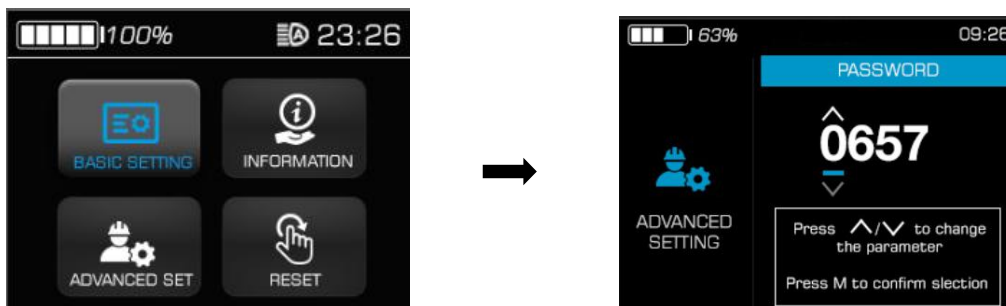 100% A 23:26
BASIC SETTING
INFORMATION
ADVANCED SET
RESET
63% 09:26
PASSWORD
0657
ADVANCED
SETTING
Press ∧/∨ to change
the parameter
Press M to confirm slection